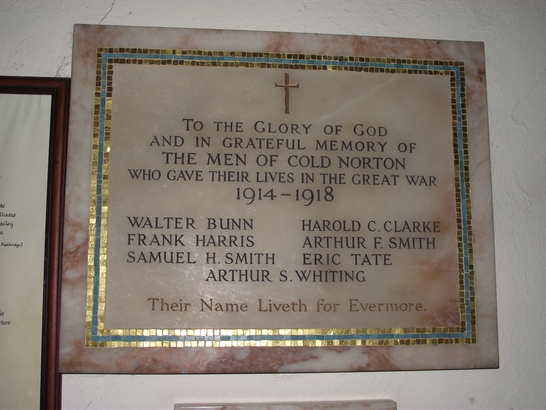 TO THE GLORY OF GOD
AND IN GRATEFUL MEMORY OF
THE MEN OF COLD NORTON
WHO GAVE THEIR LIVES IN THE GREAT WAR
1914-1918
WALTER BUNN HAROLD C. CLARKE
FRANK HARRIS ARTHUR F. SMITH
SAMUEL H. SMITH ERIC TATE
ARTHUR S. WHITING
Their Name Liveth for Evermore.